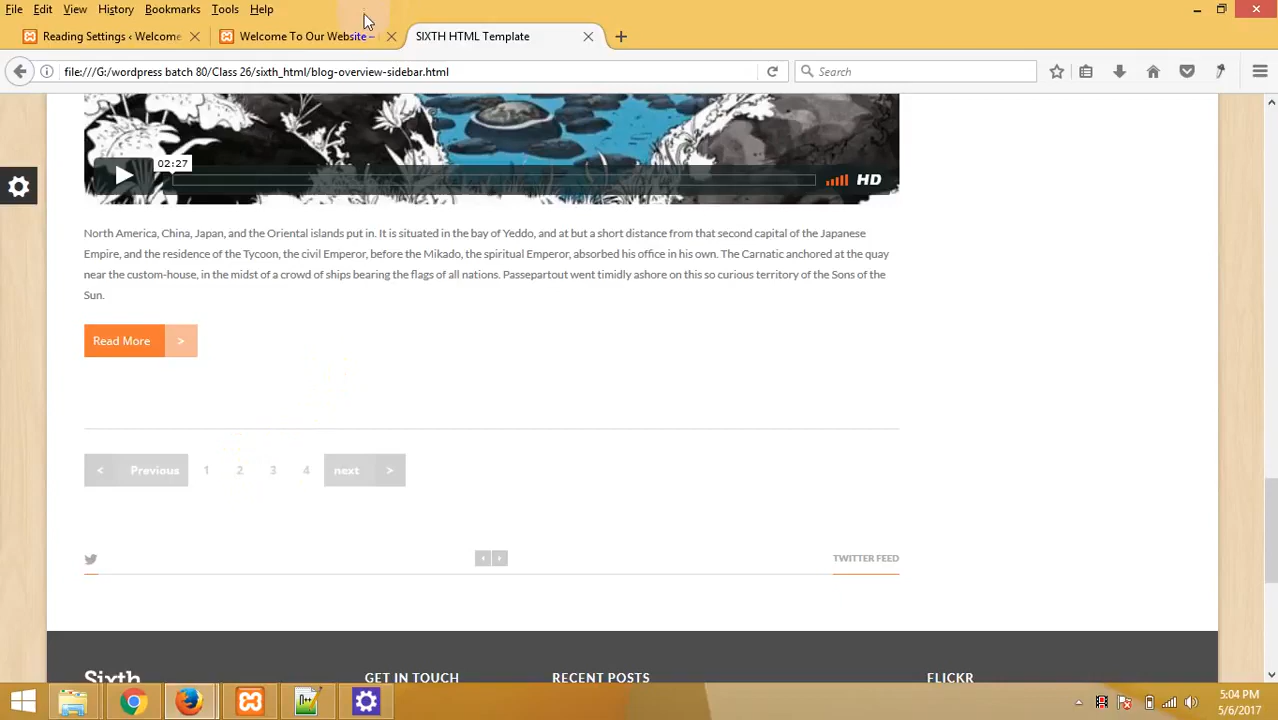 File Edit View History Bookmarks Tools Help
Reading Settings ‹ Welcome
Welcome To Our Website –
SIXTH HTML Template
file:///G:/wordpress batch 80/Class 26/sixth_html/blog-overview-sidebar.html
Search
02:27
HD
North America, China, Japan, and the Oriental islands put in. It is situated in the bay of Yeddo, and at but a short distance from that second capital of the Japanese
Empire, and the residence of the Tycoon, the civil Emperor, before the Mikado, the spiritual Emperor, absorbed his office in his own. The Carnatic anchored at the quay
near the custom-house, in the midst of a crowd of ships bearing the flags of all nations. Passepartout went timidly ashore on this so curious territory of the Sons of the
Sun.
Read More >
< Previous 1 2 3 4 next >
TWITTER FEED
Sixth GET IN TOUCH RECENT POSTS FLICKR
5:04 PM
5/6/2017